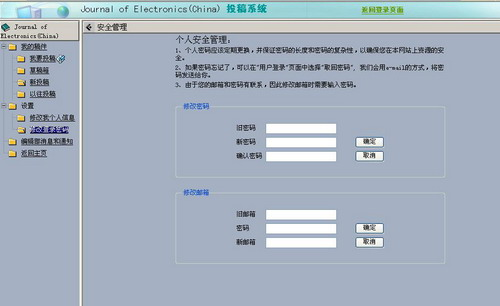 Journal of Electronics(China) 投稿系统
返回登录页面
Journal of
Electronics(China)
安全管理
我的稿件
我要投稿
草稿箱
新投稿
以往投稿
设置
修改我个人信息
修改登录密码
编辑部消息和通知
返回主页
个人安全管理：
1、个人密码应该定期更换，并保证密码的长度和密码的复杂性，以确保您在本网站上资源的安
全。
2、如果密码忘记了，可以在"用户登录"页面中选择"取回密码"，我们会用e-mail的方式，将密
码发送给你。
3、由于您的邮箱和密码有联系，因此修改邮箱时需要输入密码。
修改密码
旧密码
新密码 确定
确认密码 取消
修改邮箱
旧邮箱
密码 确定
新邮箱 取消